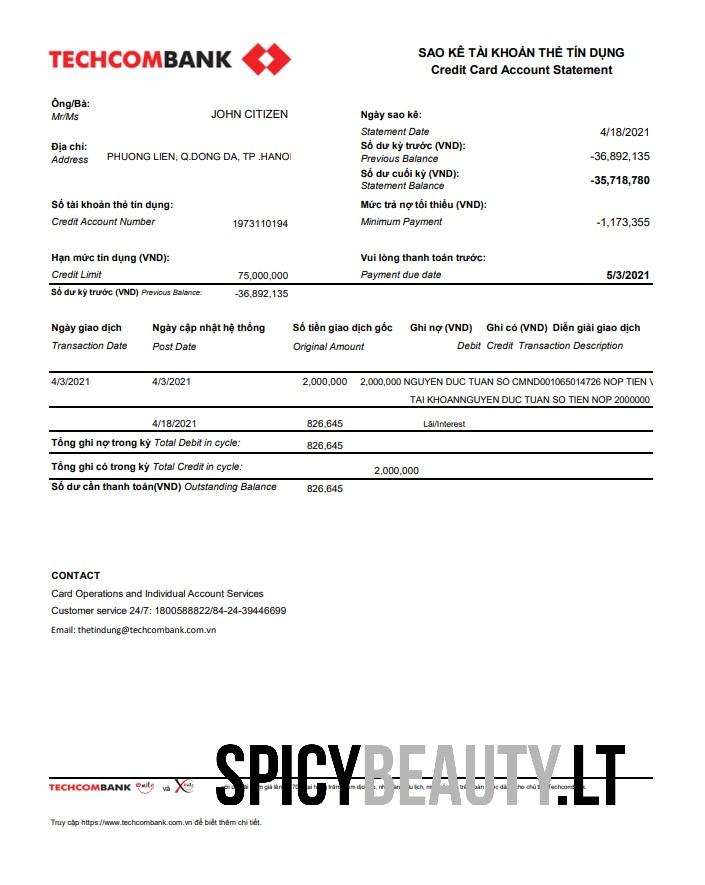 TECHCOMBANK
SAO KÊ TÀI KHOẢN THẺ TÍN DỤNG
Credit Card Account Statement
Ông/Bà:
Mr/Ms
JOHN CITIZEN
Địa chỉ:
Address
PHUONG LIEN, Q.DONG DA, TP .HANOI
Ngày sao kê:
Statement Date
4/18/2021
Số dư kỳ trước (VND):
Previous Balance
-36,892,135
Số dư cuối kỳ (VND):
Statement Balance
-35,718,780
Số tài khoản thẻ tín dụng:
Credit Account Number
1973110194
Mức trả nợ tối thiểu (VND):
Minimum Payment
-1,173,355
Hạn mức tín dụng (VND):
Credit Limit
75,000,000
Vui lòng thanh toán trước:
Payment due date
5/3/2021
Số dư kỳ trước (VND) Previous Balance: -36,892,135
Ngày giao dịch Ngày cập nhật hệ thống Số tiền giao dịch gốc Ghi nợ (VND) Ghi có (VND) Diễn giải giao dịch
Transaction Date Post Date Original Amount Debit Credit Transaction Description
4/3/2021 4/3/2021 2,000,000 2,000,000 NGUYEN DUC TUAN SO CMND001065014726 NOP TIEN
TAI KHOANNGUYEN DUC TUAN SO TIEN NOP 2000000
4/18/2021 826,645 Lãi/Interest
Tổng ghi nợ trong kỳ Total Debit in cycle: 826,645
Tổng ghi có trong kỳ Total Credit in cycle: 2,000,000
Số dư cần thanh toán(VND) Outstanding Balance 826,645
CONTACT
Card Operations and Individual Account Services
Customer service 24/7: 1800588822/84-24-39446699
Email: thetindung@techcombank.com.vn
SPICYBEAUTY.LT
TECHCOMBANK và
Truy cập https://www.techcombank.com.vn để biết thêm chi tiết.